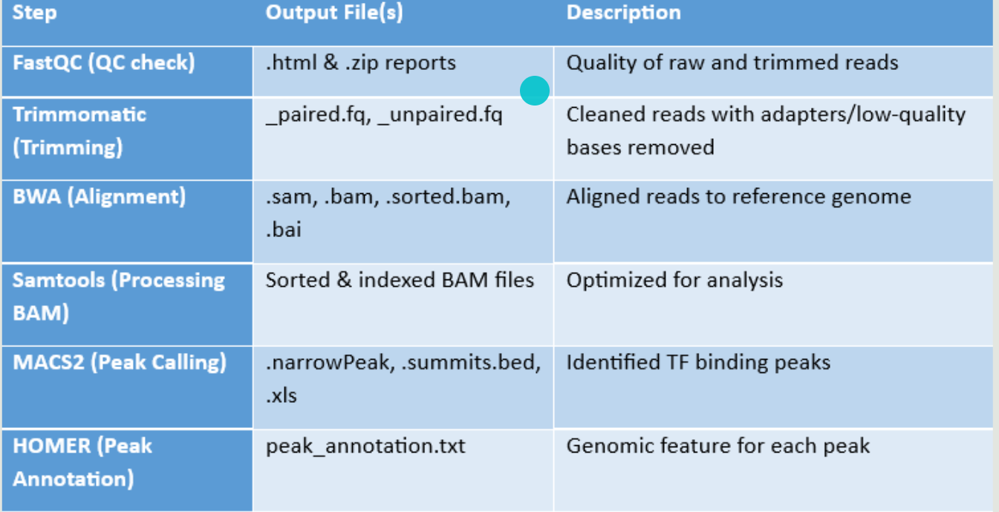 Step Output File(s) Description
FastQC (QC check) .html & .zip reports Quality of raw and trimmed reads
Trimmomatic (Trimming) _paired.fq, _unpaired.fq Cleaned reads with adapters/low-quality bases removed
BWA (Alignment) .sam, .bam, .sorted.bam, .bai Aligned reads to reference genome
Samtools (Processing BAM) Sorted & indexed BAM files Optimized for analysis
MACS2 (Peak Calling) .narrowPeak, .summits.bed, .xls Identified TF binding peaks
HOMER (Peak Annotation) peak_annotation.txt Genomic feature for each peak